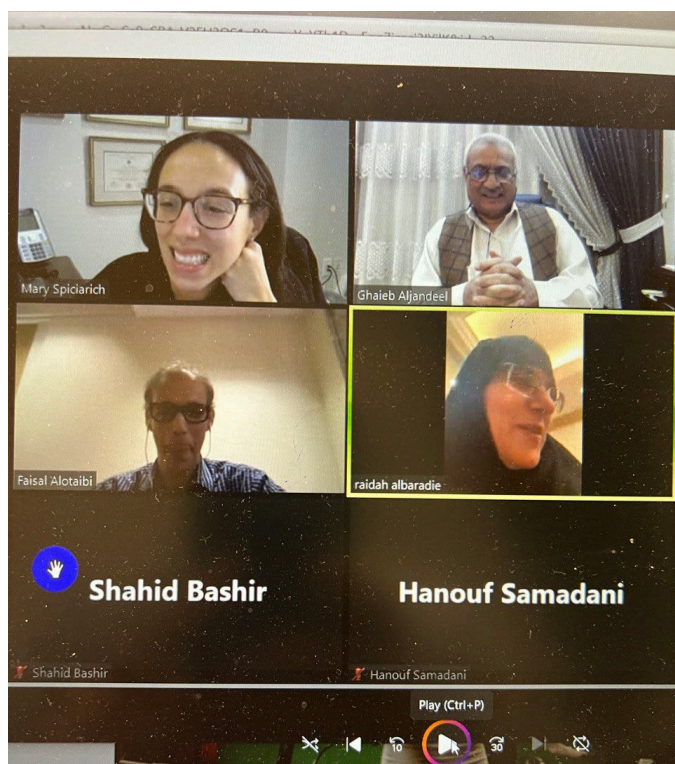 Mary Spiciarich
Ghaieb Aljandeel
Faisal Alotaibi
raidah albaradie
Shahid Bashir
Hanouf Samadani
Shahid Bashir
Hanouf Samadani
Play (Ctrl+P)
10
30